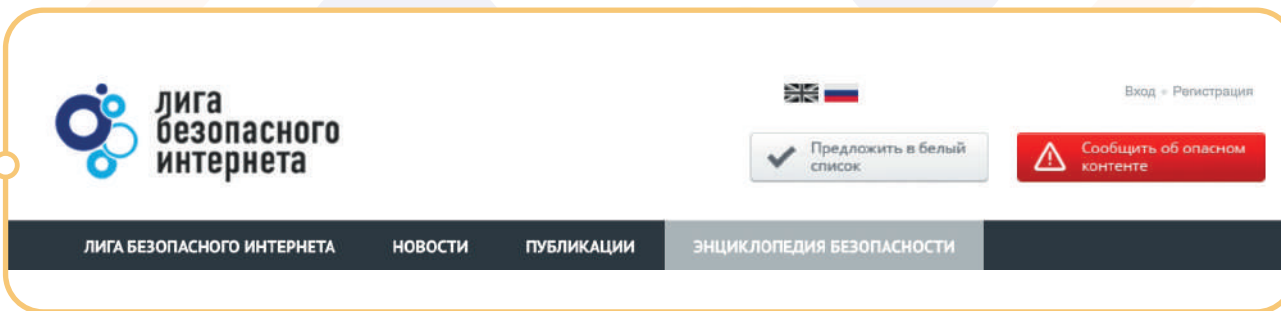 лига
безопасного
интернета
Вход • Регистрация
Предложить в белый
список
Сообщить об опасном
контенте
ЛИГА БЕЗОПАСНОГО ИНТЕРНЕТА НОВОСТИ ПУБЛИКАЦИИ ЭНЦИКЛОПЕДИЯ БЕЗОПАСНОСТИ